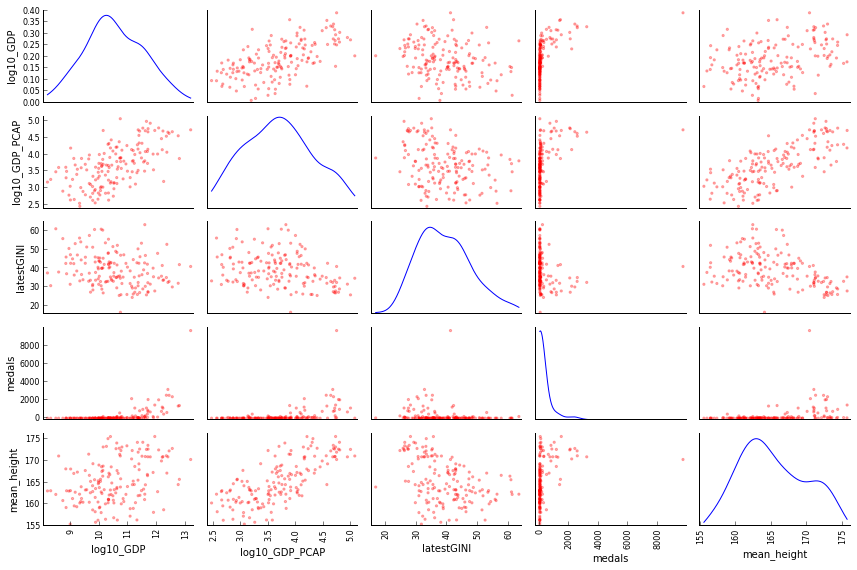 log10_GDP
0.40
0.35
0.30
0.25
0.20
0.15
0.10
0.05
0.00
log10_GDP_PCAP
5.0
4.5
4.0
3.5
3.0
2.5
latestGINI
60
50
40
30
20
medals
8000
6000
4000
2000
0
mean_height
175
170
165
160
155
9 10 11 12 13
log10_GDP
2.5 3.0 3.5 4.0 4.5 5.0
log10_GDP_PCAP
20 30 40 50 60
latestGINI
0 2000 4000 6000 8000
medals
155 160 165 170 175
mean_height